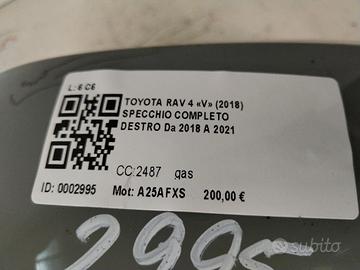 L: 6 C6
TOYOTA RAV 4 «V» (2018)
SPECCHIO COMPLETO
DESTRO Da 2018 A 2021
CC:2487 gas
ID: 0002995 Mot: A25AFXS 200,00 €
2995
subito